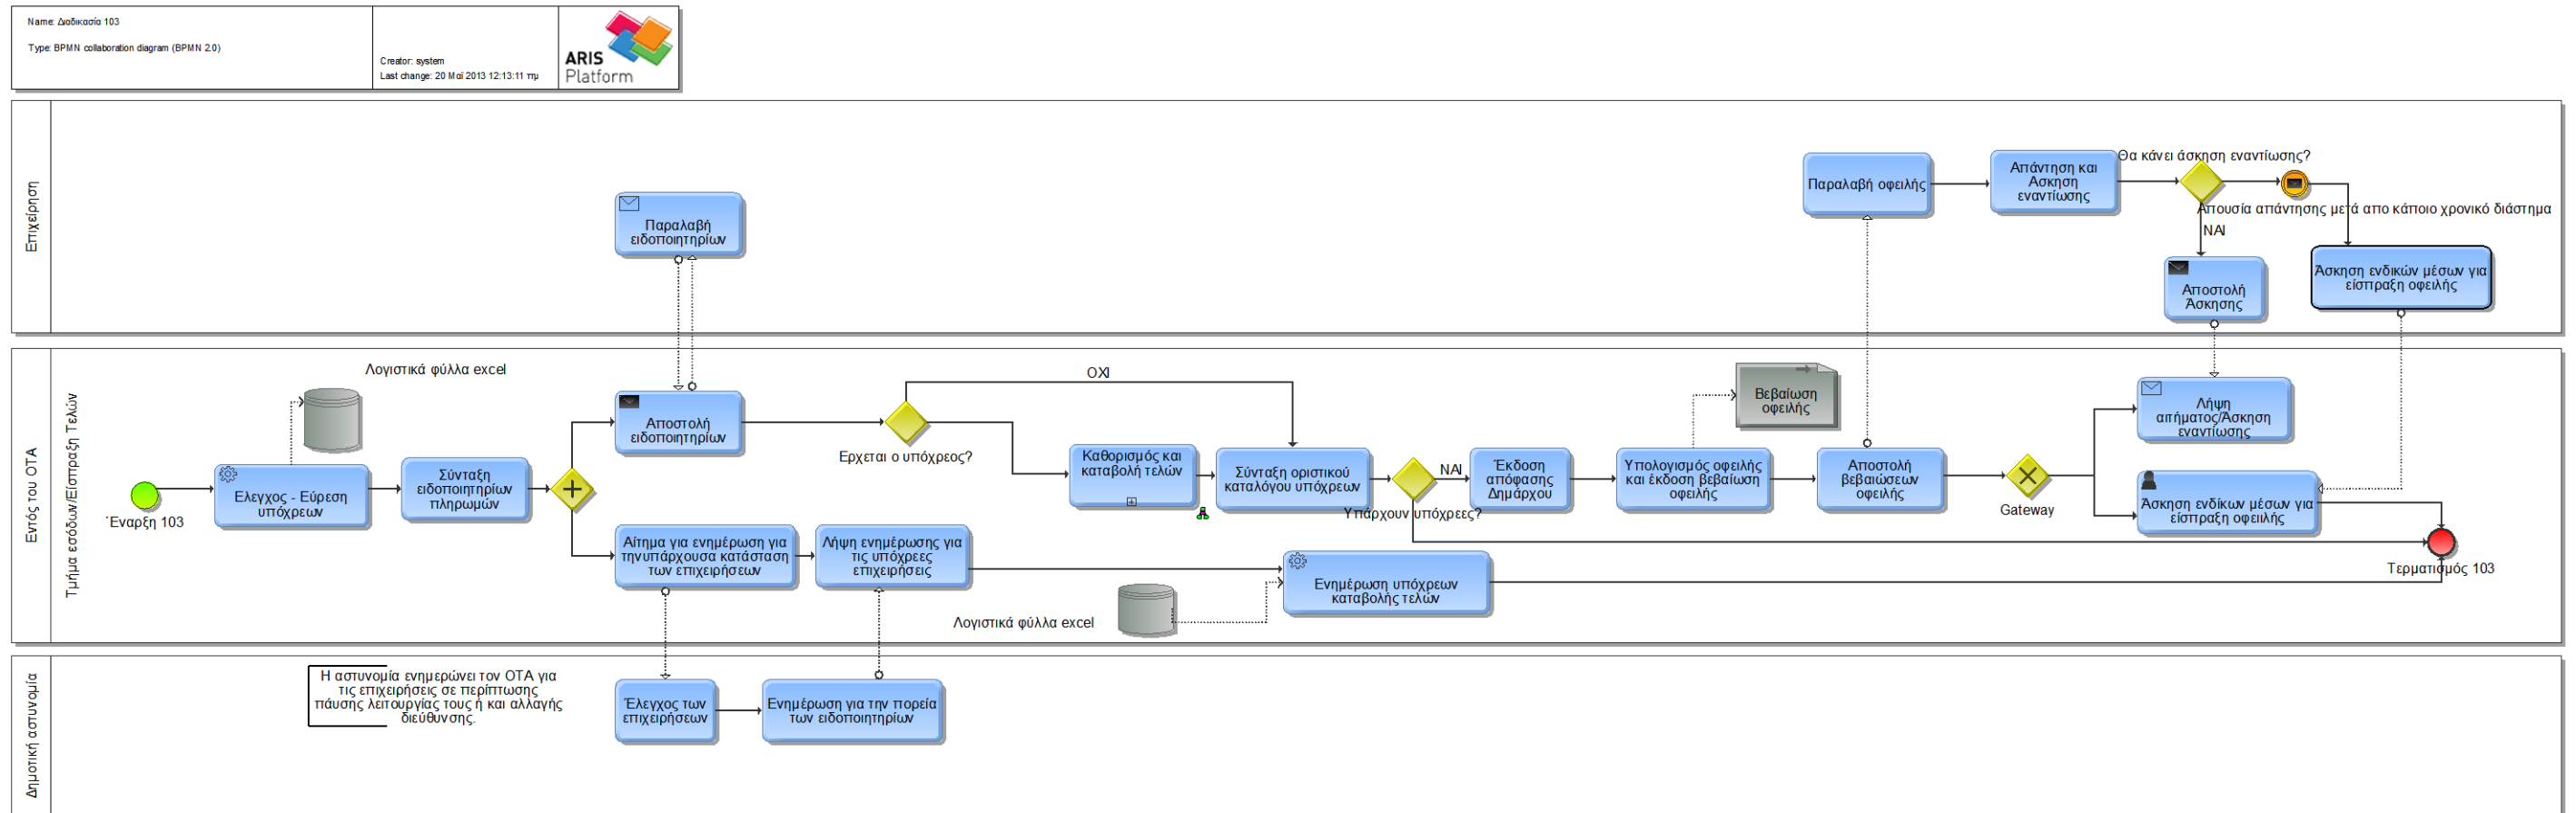 Name: Διαδικασία 103
Type: BPMN collaboration diagram (BPMN 2.0)
Creator: system
Last change: 20 Μαϊ 2013 12:13:11 πμ
ARIS
Platform
Επιχείρηση
Παραλαβή
ειδοποιητηρίων
Παραλαβή οφειλής
Απάντηση και
Ασκηση
εναντίωσης
Θα κάνει άσκηση εναντίωσης?
Απουσία απάντησης μετά απο κάποιο χρονικό διάστημα
ΝΑΙ
Αποστολή
Άσκησης
Άσκηση ενδικών μέσων για
είσπραξη οφειλής
Εντός του ΟΤΑ
Τμήμα εσόδων/Είσπραξη Τελών
Έναρξη 103
Λογιστικά φύλλα excel
Ελεγχος - Εύρεση
υπόχρεων
Σύνταξη
ειδοποιητηρίων
πληρωμών
Αποστολή
ειδοποιητηρίων
Ερχεται ο υπόχρεος?
ΟΧΙ
Καθορισμός και
καταβολή τελών
Σύνταξη οριστικού
καταλόγου υπόχρεων
Υπάρχουν υπόχρεες?
ΝΑΙ
Έκδοση
απόφασης
Δημάρχου
Υπολογισμός οφειλής
και έκδοση βεβαίωση
οφειλής
Βεβαίωση
οφειλής
Αποστολή
βεβαιώσεων
οφειλής
Gateway
Λήψη
αιτήματος/Άσκηση
εναντίωσης
Άσκηση ενδίκων μέσων για
είσπραξη οφειιλής
Τερματισμός 103
Αίτημα για ενημέρωση για
την υπάρχουσα κατάσταση
των επιχειρήσεων
Λήψη ενημέρωσης για
τις υπόχρεες
επιχειρήσεις
Λογιστικά φύλλα excel
Ενημέρωση υπόχρεων
καταβολής τελών
Δημοτική αστυνομία
Η αστυνομία ενημερώνει τον ΟΤΑ για
τις επιχειρήσεις σε περίπτωσης
πάυσης λειτουργίας τους ή και αλλαγής
διεύθυνσης.
Έλεγχος των
επιχειρήσεων
Ενημέρωση για την πορεία
των ειδοποιητηρίων